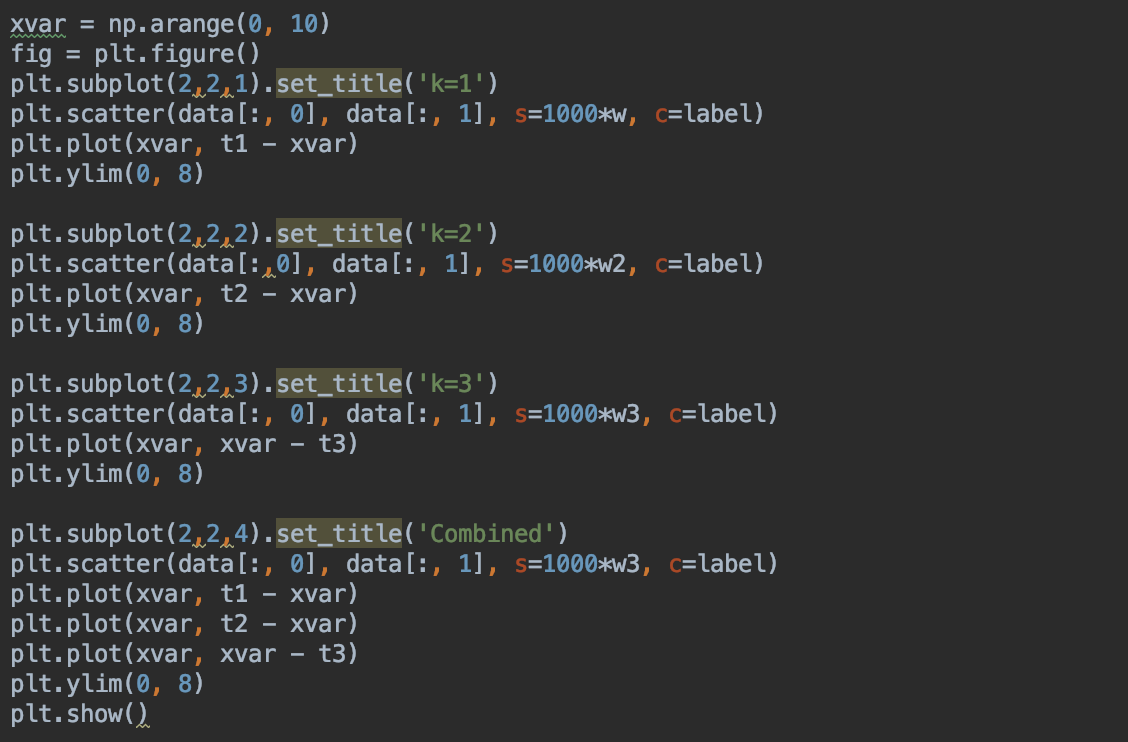 xvar = np.arange(0, 10)
fig = plt.figure()
plt.subplot(2,2,1).set_title('k=1')
plt.scatter(data[:, 0], data[:, 1], s=1000*w, c=label)
plt.plot(xvar, t1 - xvar)
plt.ylim(0, 8)

plt.subplot(2,2,2).set_title('k=2')
plt.scatter(data[:,0], data[:, 1], s=1000*w2, c=label)
plt.plot(xvar, t2 - xvar)
plt.ylim(0, 8)

plt.subplot(2,2,3).set_title('k=3')
plt.scatter(data[:, 0], data[:, 1], s=1000*w3, c=label)
plt.plot(xvar, xvar - t3)
plt.ylim(0, 8)

plt.subplot(2,2,4).set_title('Combined')
plt.scatter(data[:, 0], data[:, 1], s=1000*w3, c=label)
plt.plot(xvar, t1 - xvar)
plt.plot(xvar, t2 - xvar)
plt.plot(xvar, xvar - t3)
plt.ylim(0, 8)
plt.show()